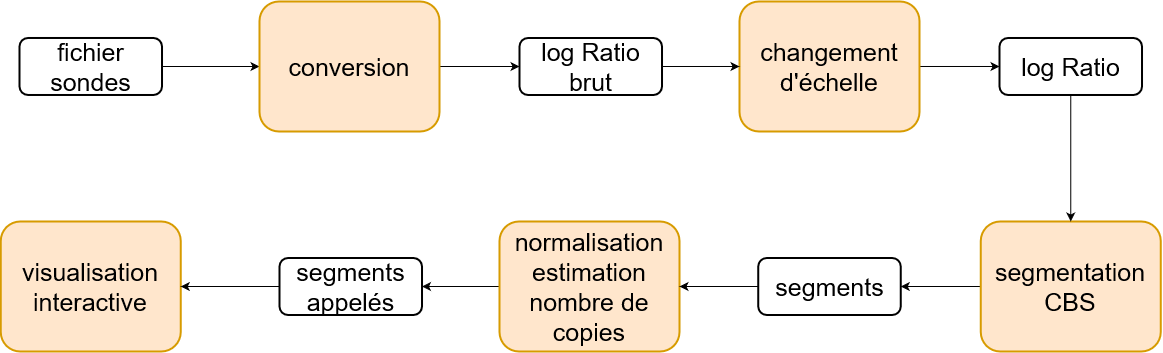 fichier
sondes
conversion
log Ratio
brut
changement
d'échelle
log Ratio
segmentation
CBS
segments
normalisation
estimation
nombre de
copies
segments
appelés
visualisation
interactive